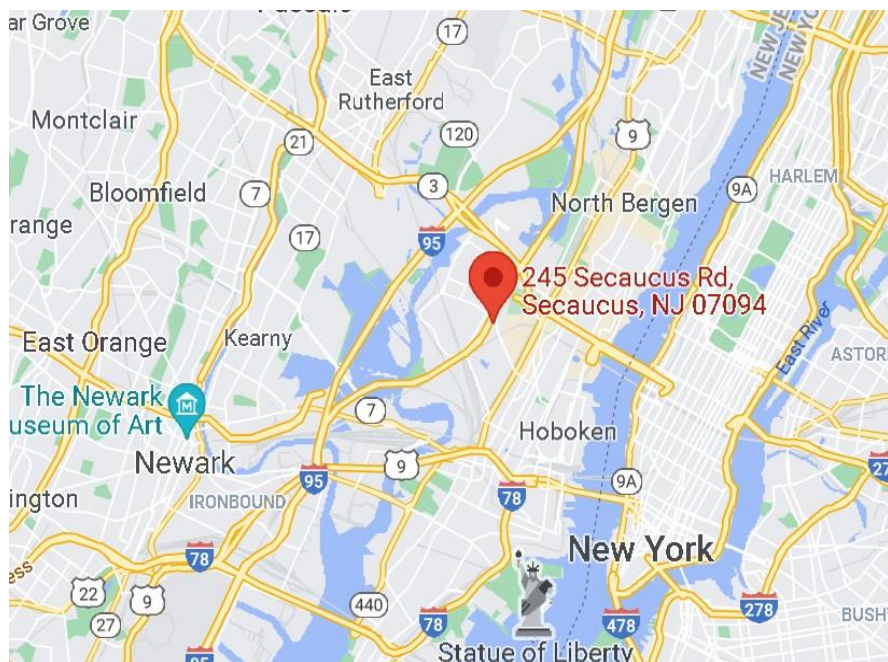 ar Grove
17
East
Rutherford
Montclair
21
120
9
NEW JE
NEW YO
HARLEM
9A
3
7
Bloomfield
North Bergen
range
17
95
245 Secaucus Rd,
Secaucus, NJ 07094
East River
East Orange
Kearny
ASTOR
The Newark
useum of Art
7
Hoboken
Newark
9
27
95
9A
ington
IRONBOUND
78
New York
78
ess
22
9
440
27
78
478
278
BUSH
Statue of Liberty